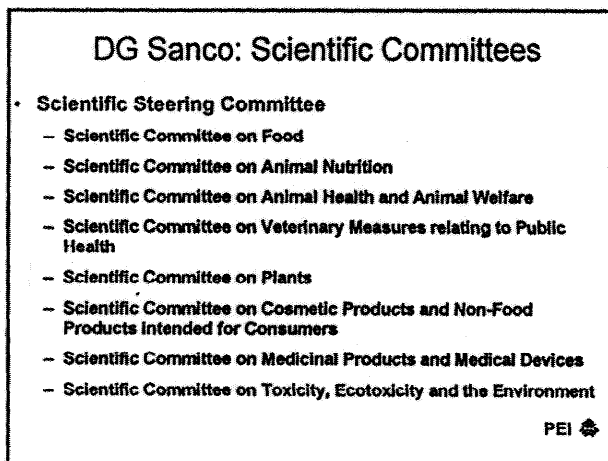 DG Sanco: Scientific Committees
• Scientific Steering Committee
– Scientific Committee on Food
– Scientific Committee on Animal Nutrition
– Scientific Committee on Animal Health and Animal Welfare
– Scientific Committee on Veterinary Measures relating to Public
Health
– Scientific Committee on Plants
– Scientific Committee on Cosmetic Products and Non-Food
Products Intended for Consumers
– Scientific Committee on Medicinal Products and Medical Devices
– Scientific Committee on Toxicity, Ecotoxicity and the Environment
PEI